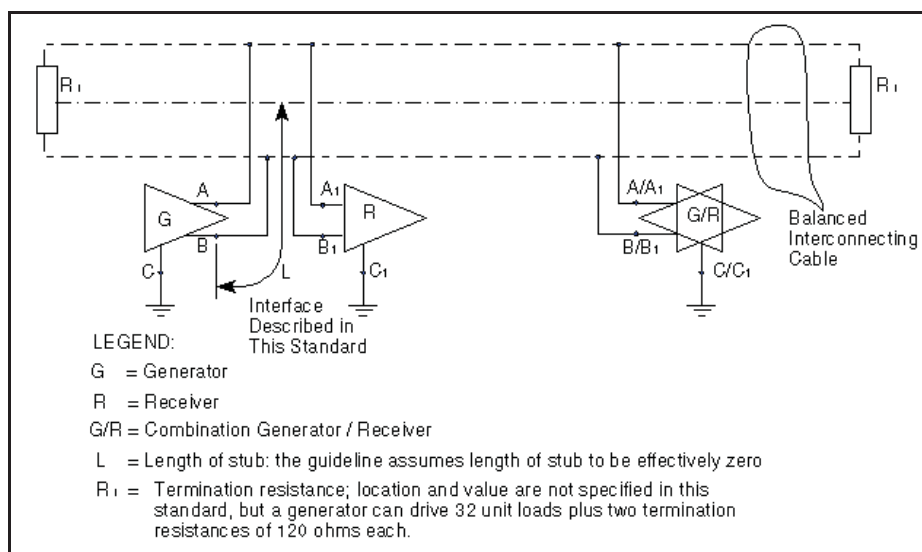 Rı
Rı
A
G
B
C
L
A1
R
B1
C1
A/A1
G/R
B/B1
C/C1
Balanced
Interconnecting
Cable
Interface
Described in
This Standard
LEGEND:
G = Generator
R = Receiver
G/R = Combination Generator / Receiver
L = Length of stub: the guideline assumes length of stub to be effectively zero
Rı = Termination resistance; location and value are not specified in this
standard, but a generator can drive 32 unit loads plus two termination
resistances of 120 ohms each.